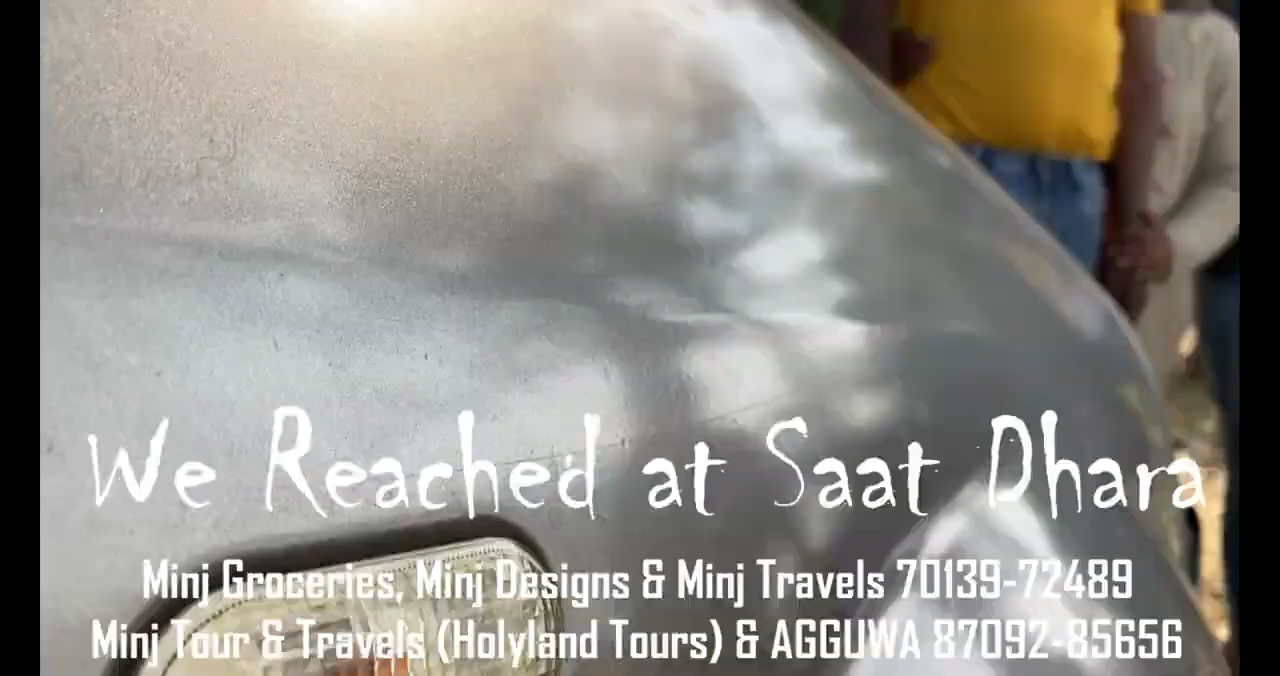 We Reached at Saat Dhara
Minj Groceries, Minj Designs & Minj Travels 70139-72489
Minj Tour & Travels (Holyland Tours) & AGGUWA 87092-85656